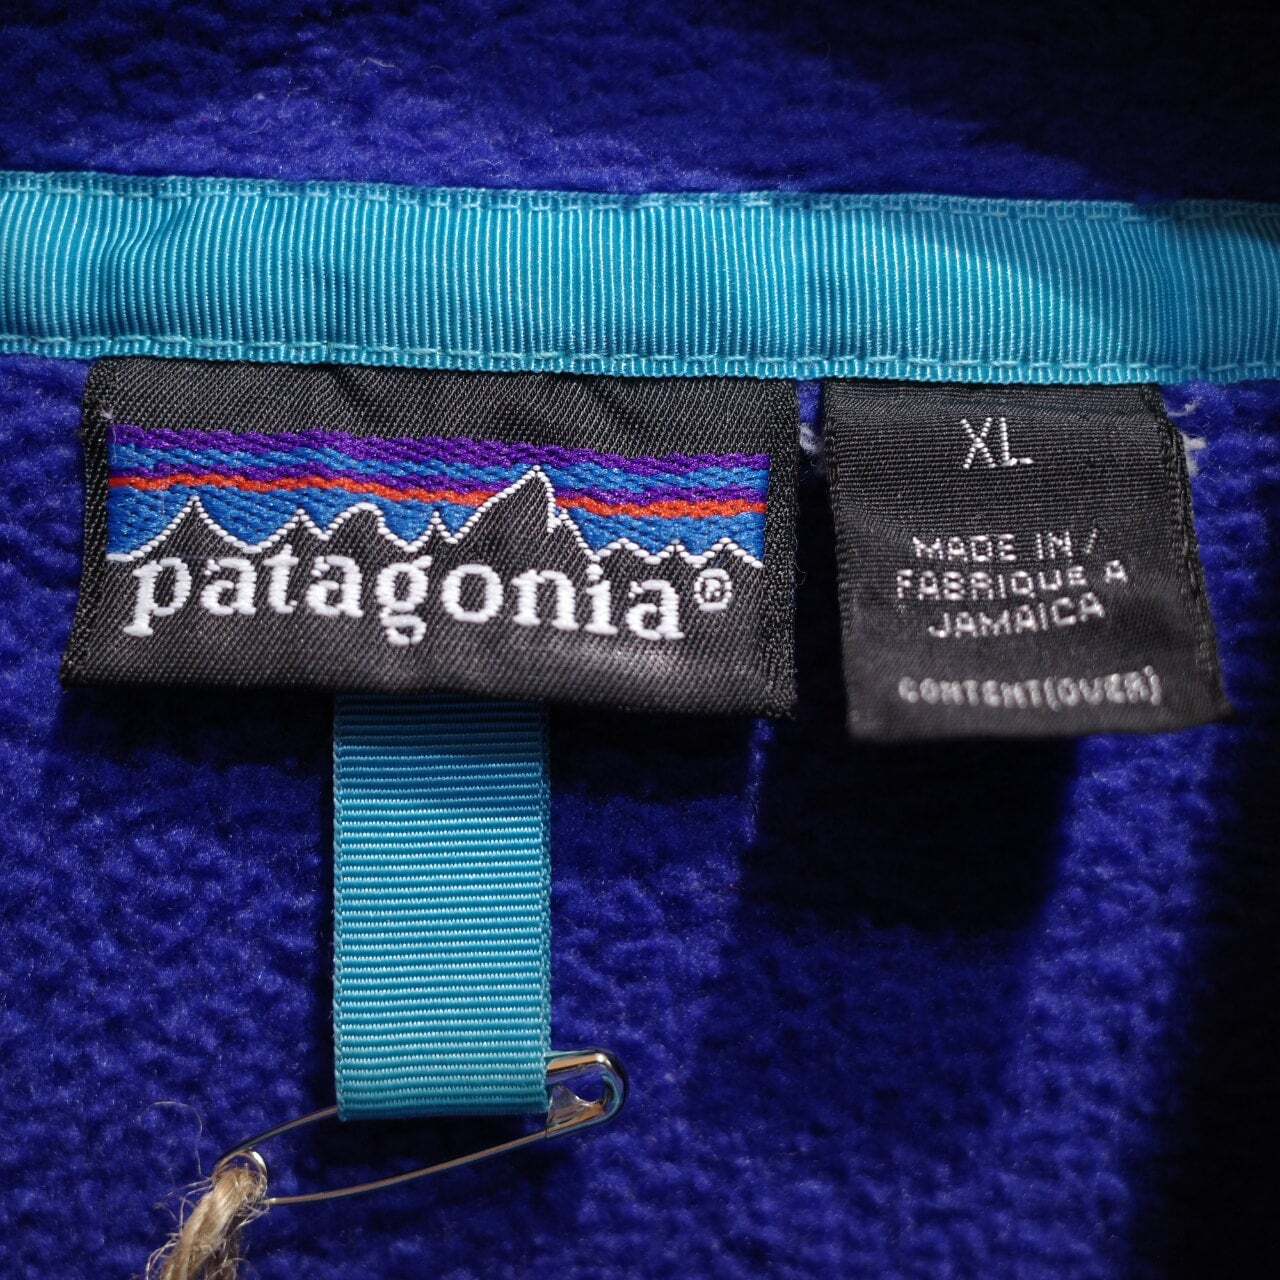 patagonia®
XL
MADE IN /
FABRIQUE A
JAMAICA
CONTENT(OVER)